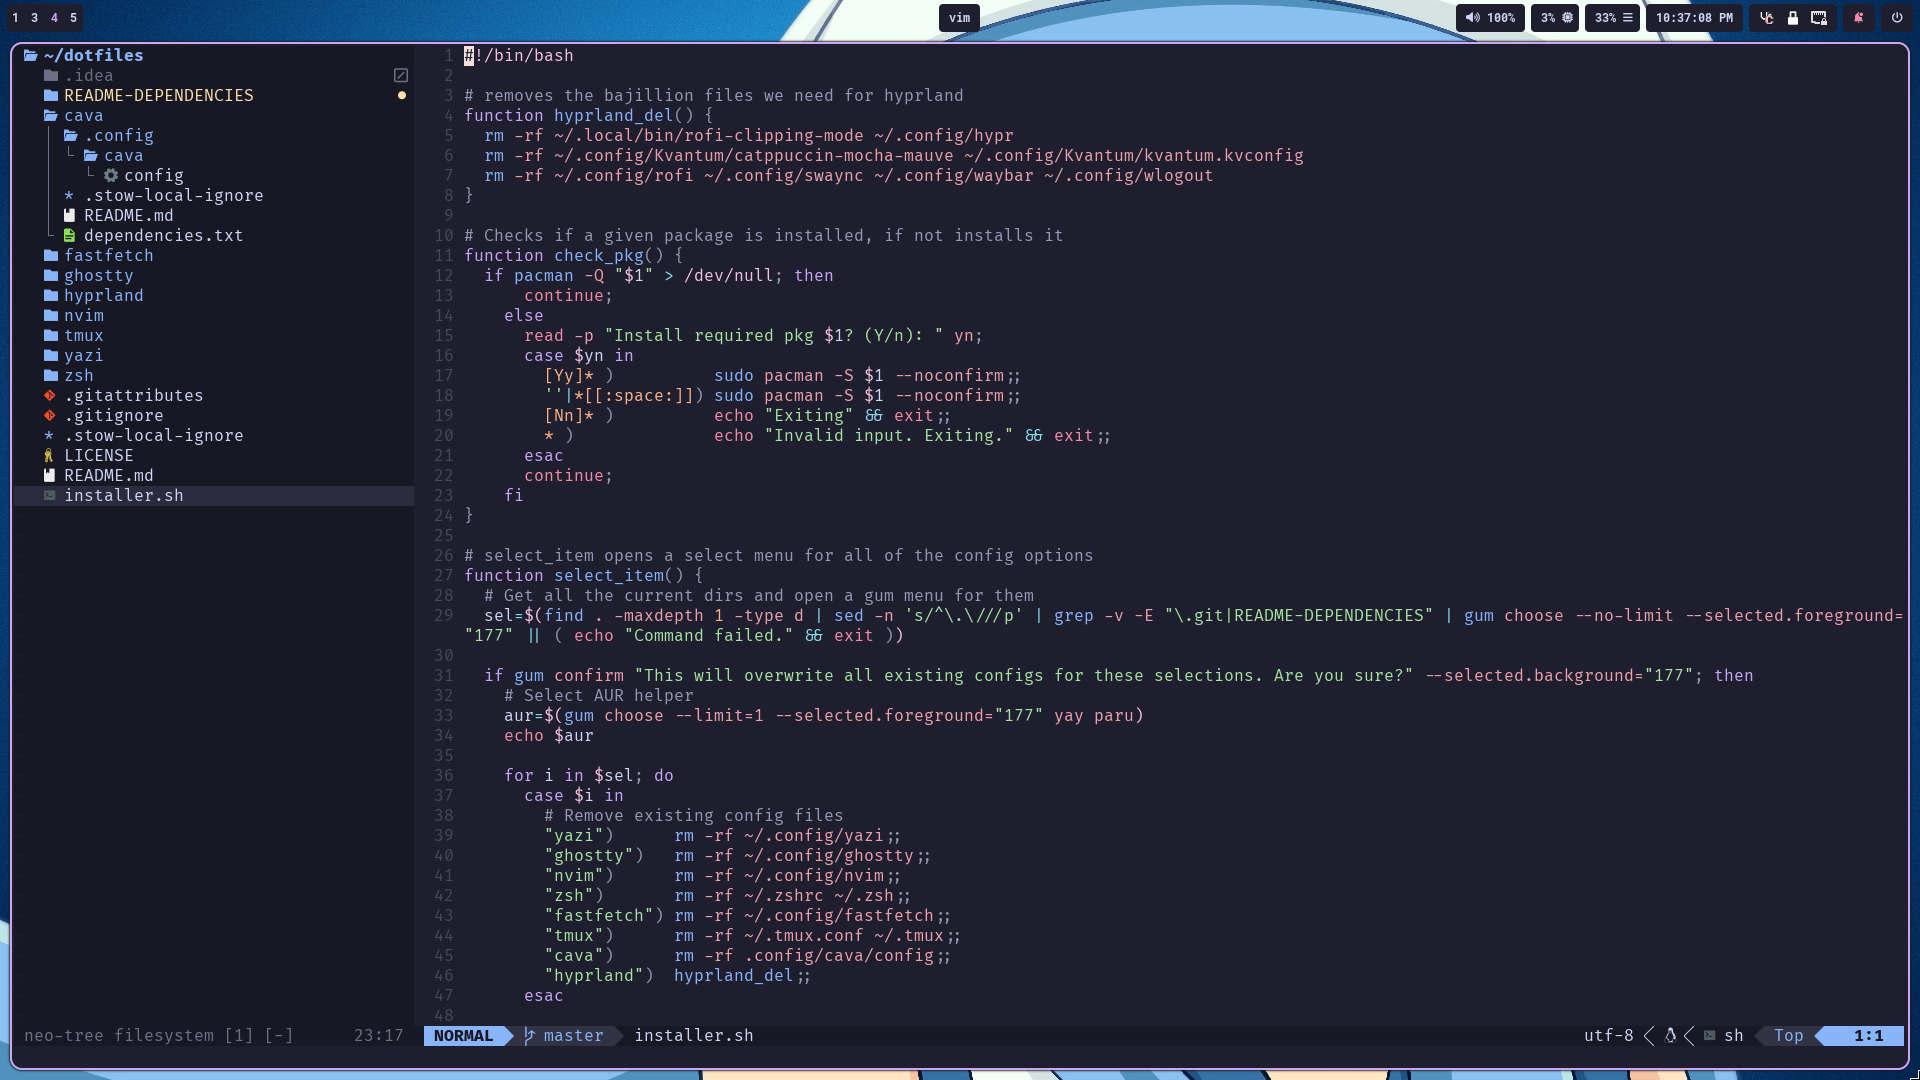 1 3 4 5
vim
100%
3%
33%
10:37:08 PM
~/dotfiles
.idea
README-DEPENDENCIES
cava
.config
cava
config
* .stow-local-ignore
README.md
dependencies.txt
fastfetch
ghostty
hyprland
nvim
tmux
yazi
zsh
.gitattributes
.gitignore
* .stow-local-ignore
LICENSE
README.md
installer.sh
neo-tree filesystem [1] [-] 23:17
1 #!/bin/bash
2
3 # removes the bajillion files we need for hyprland
4 function hyprland_del() {
5   rm -rf ~/.local/bin/rofi-clipping-mode ~/.config/hypr
6   rm -rf ~/.config/Kvantum/catppuccin-mocha-mauve ~/.config/Kvantum/kvantum.kvconfig
7   rm -rf ~/.config/rofi ~/.config/swaync ~/.config/waybar ~/.config/wlogout
8 }
9
10 # Checks if a given package is installed, if not installs it
11 function check_pkg() {
12   if pacman -Q "$1" > /dev/null; then
13       continue;
14     else
15       read -p "Install required pkg $1? (Y/n): " yn;
16       case $yn in
17         [Yy]* )          sudo pacman -S $1 --noconfirm;;
18         ''|*[[:space:]]) sudo pacman -S $1 --noconfirm;;
19         [Nn]* )          echo "Exiting" && exit;;
20         * )              echo "Invalid input. Exiting." && exit;;
21       esac
22       continue;
23     fi
24 }
25
26 # select_item opens a select menu for all of the config options
27 function select_item() {
28   # Get all the current dirs and open a gum menu for them
29   sel=$(find . -maxdepth 1 -type d | sed -n 's/^\.\///p' | grep -v -E "\.git|README-DEPENDENCIES" | gum choose --no-limit --selected.foreground=
"177" || ( echo "Command failed." && exit ))
30
31   if gum confirm "This will overwrite all existing configs for these selections. Are you sure?" --selected.background="177"; then
32     # Select AUR helper
33     aur=$(gum choose --limit=1 --selected.foreground="177" yay paru)
34     echo $aur
35
36     for i in $sel; do
37       case $i in
38         # Remove existing config files
39         "yazi")      rm -rf ~/.config/yazi;;
40         "ghostty")   rm -rf ~/.config/ghostty;;
41         "nvim")      rm -rf ~/.config/nvim;;
42         "zsh")       rm -rf ~/.zshrc ~/.zsh;;
43         "fastfetch") rm -rf ~/.config/fastfetch;;
44         "tmux")      rm -rf ~/.tmux.conf ~/.tmux;;
45         "cava")      rm -rf .config/cava/config;;
46         "hyprland")  hyprland_del;;
47       esac
48
NORMAL master installer.sh utf-8 sh Top 1:1